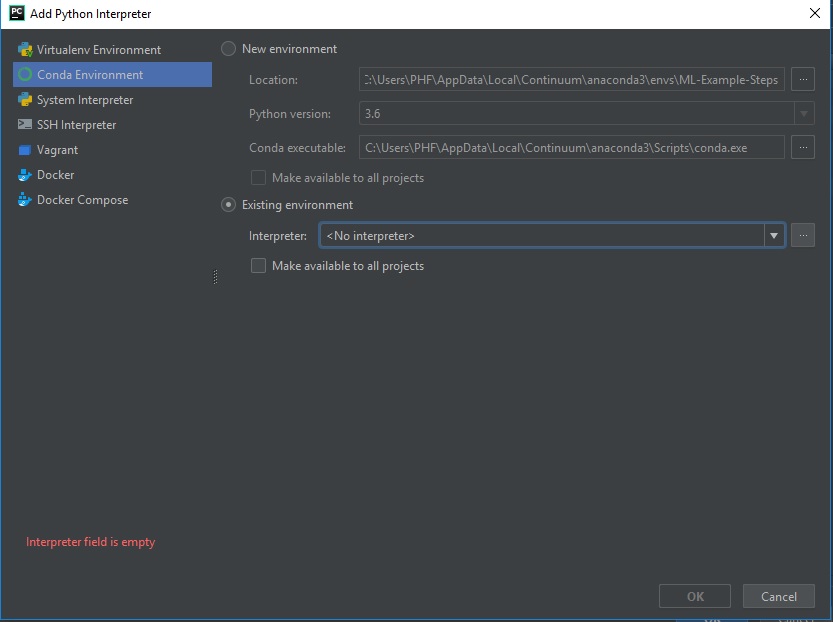 PC Add Python Interpreter
Virtualenv Environment
Conda Environment
System Interpreter
SSH Interpreter
Vagrant
Docker
Docker Compose
New environment
Location: C:\Users\PHF\AppData\Local\Continuum\anaconda3\envs\ML-Example-Steps ...
Python version: 3.6
Conda executable: C:\Users\PHF\AppData\Local\Continuum\anaconda3\Scripts\conda.exe ...
Make available to all projects
Existing environment
Interpreter: <No interpreter> ...
Make available to all projects
Interpreter field is empty
OK Cancel